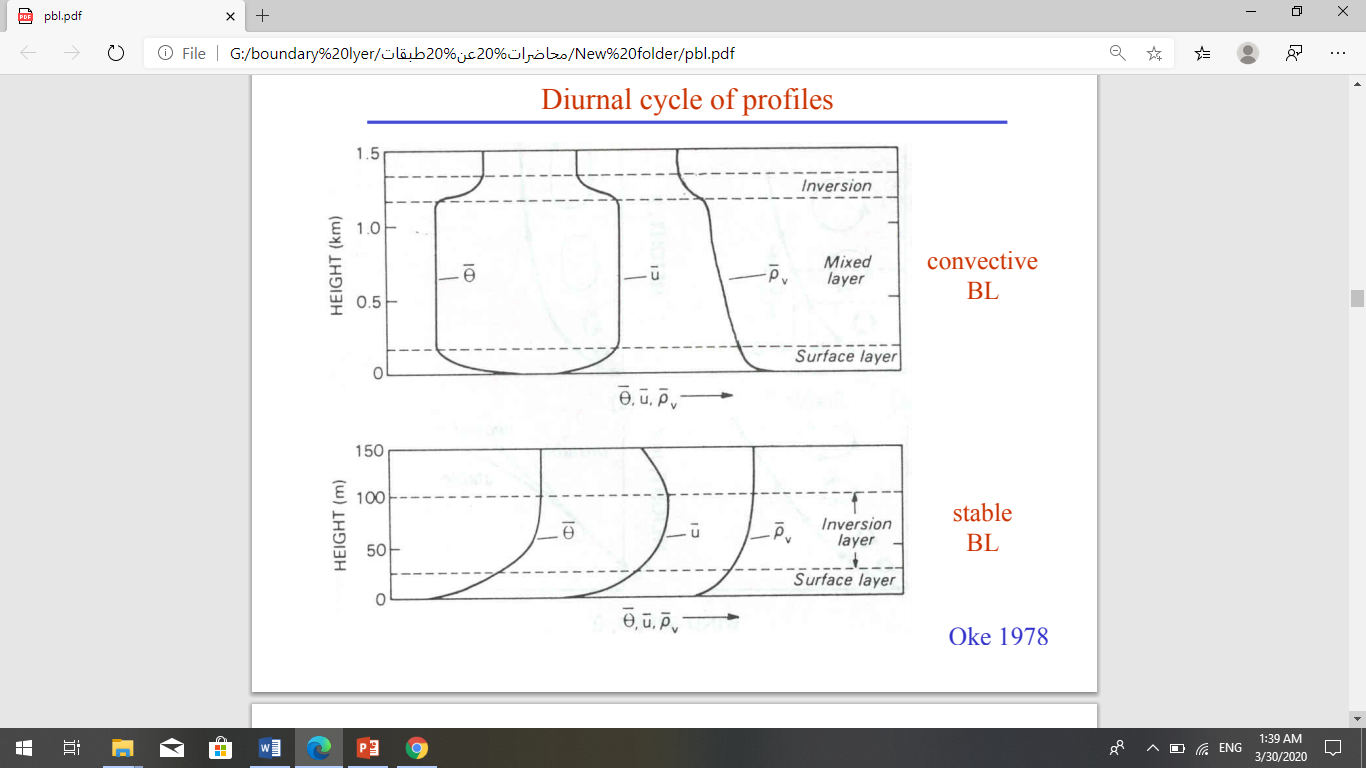 pbl.pdf
File
G:/boundary%20lyer/محاضرات%20عن%20طبقات/New%20folder/pbl.pdf
Diurnal cycle of profiles
HEIGHT (km)
1.5
1.0
0.5
0
Inversion
Mixed
layer
Surface layer
θ̅
u̅
ρ̅v
θ̅, u̅, ρ̅v
convective
BL
HEIGHT (m)
150
100
50
0
θ̅
u̅
ρ̅v
Inversion
layer
Surface layer
θ̅, u̅, ρ̅v
stable
BL
Oke 1978
ENG
1:39 AM
3/30/2020